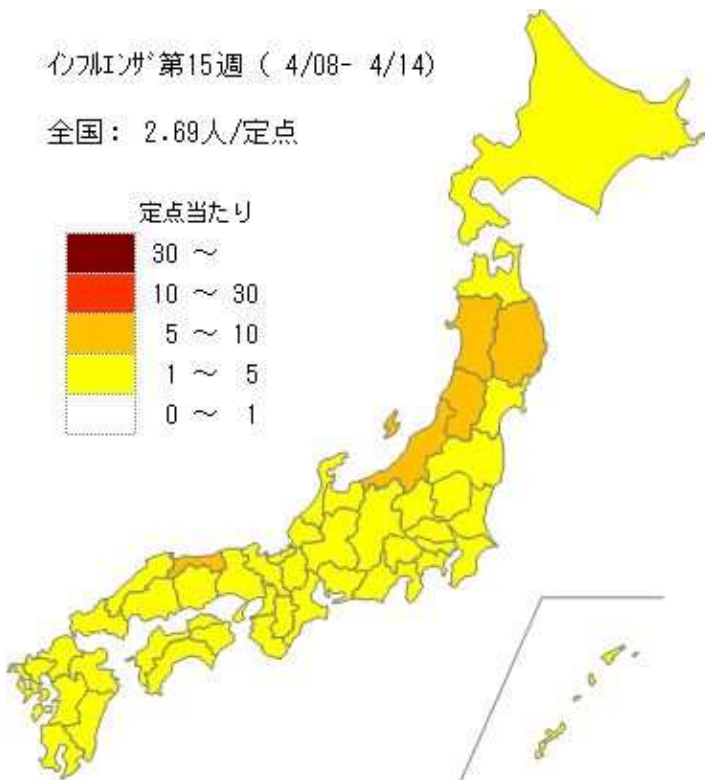 インフルエンザ第15週 ( 4/08- 4/14)
全国: 2.69人/定点
定点当たり
30 ～
10 ～ 30
5 ～ 10
1 ～ 5
0 ～ 1